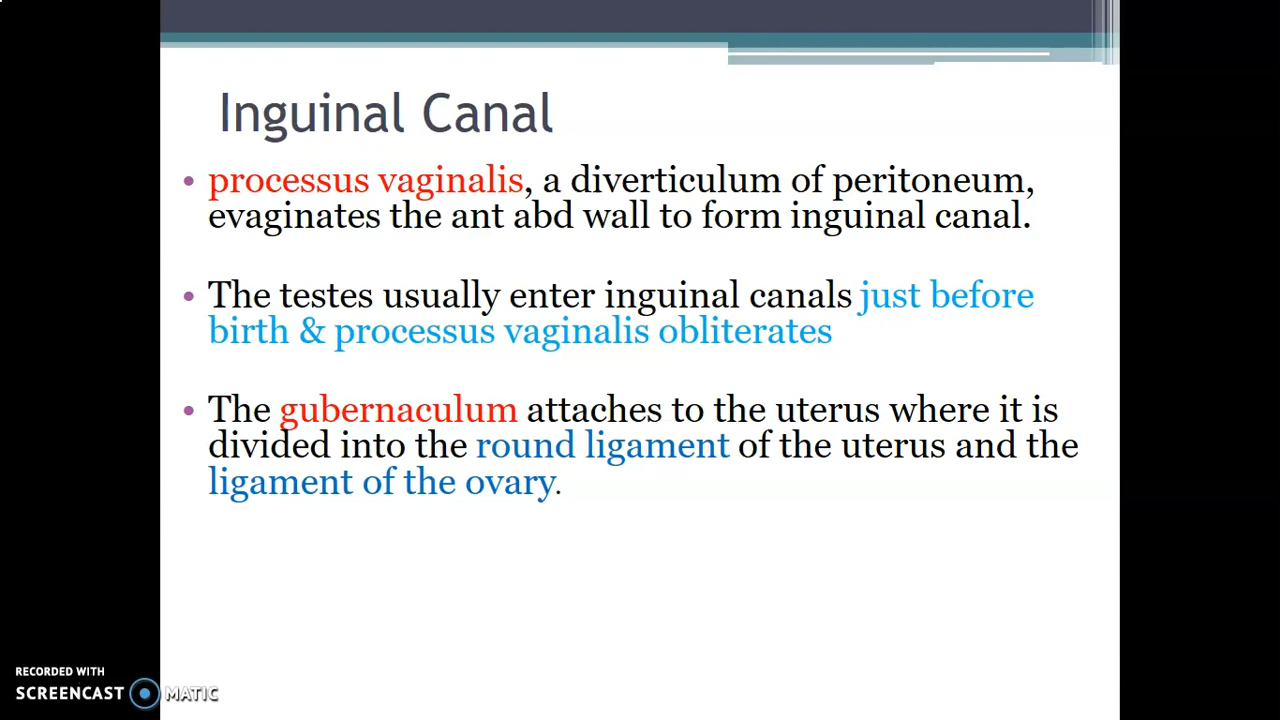 Inguinal Canal
• processus vaginalis, a diverticulum of peritoneum,
evaginates the ant abd wall to form inguinal canal.
• The testes usually enter inguinal canals just before
birth & processus vaginalis obliterates
• The gubernaculum attaches to the uterus where it is
divided into the round ligament of the uterus and the
ligament of the ovary.
RECORDED WITH
SCREENCAST MATIC